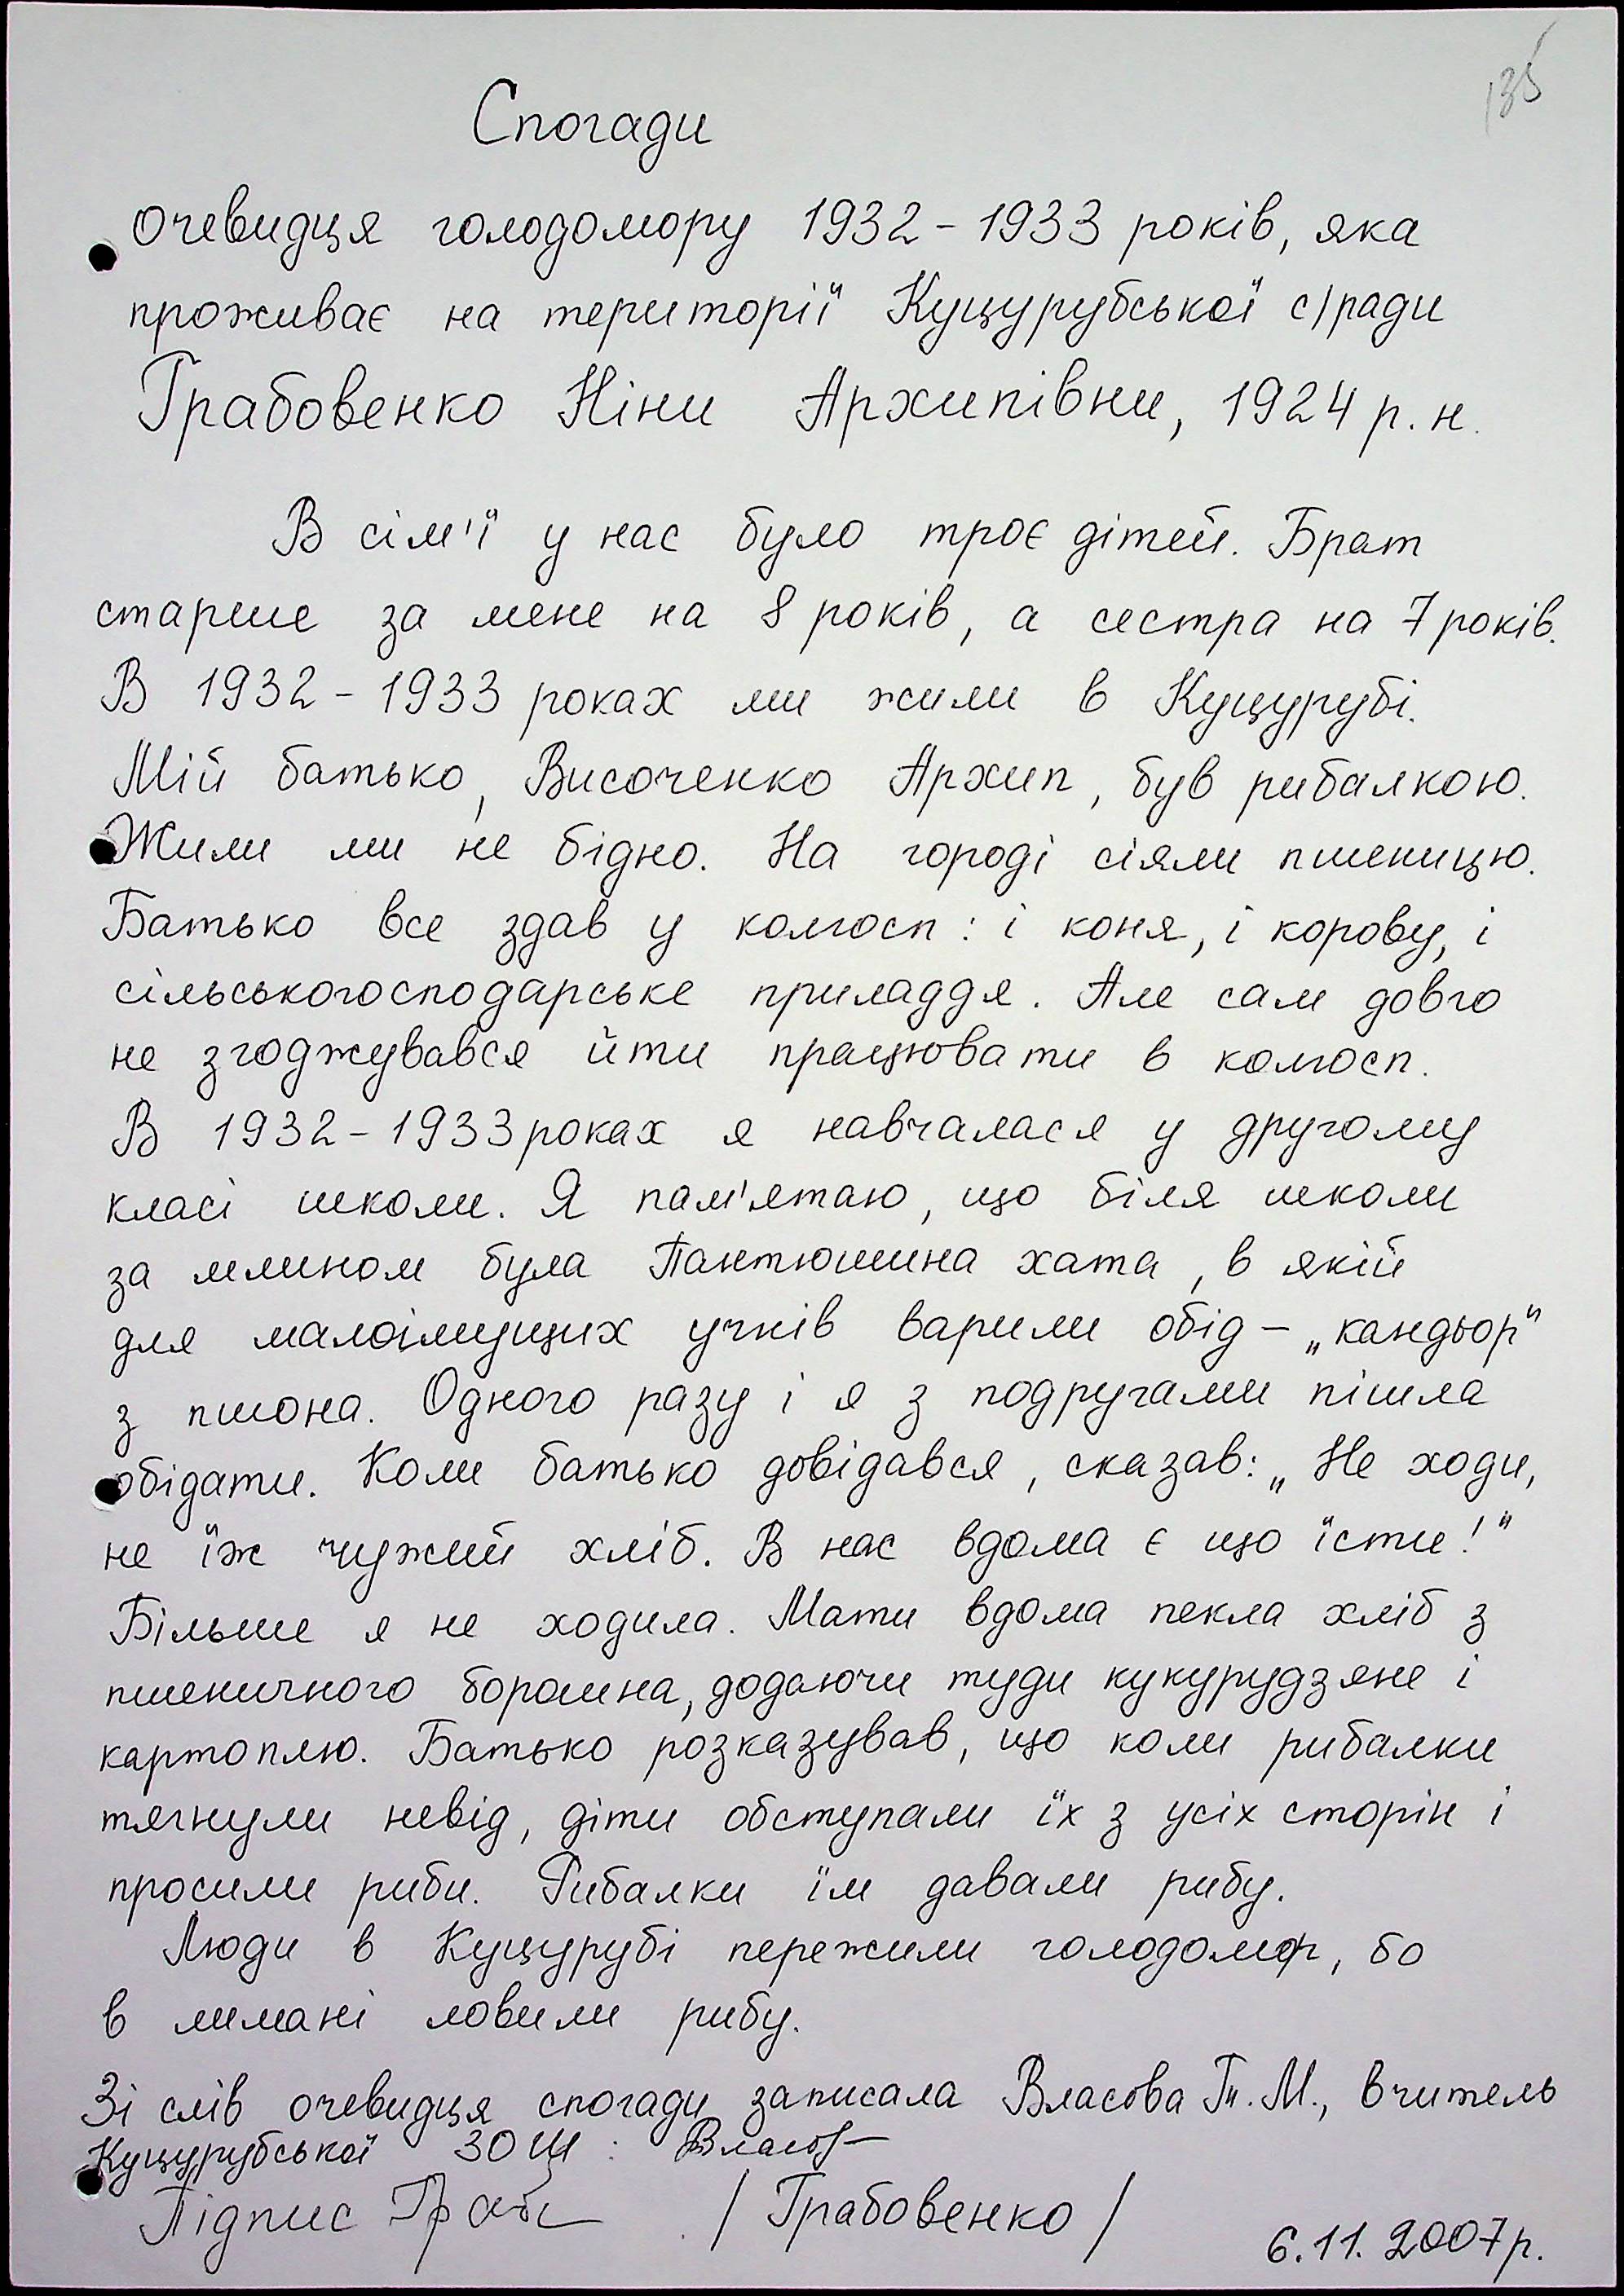 135
Спогади
очевидця голодомору 1932-1933 років, яка
проживає на території Куцурубської с/ради
Грабовенко Ніни Архипівни, 1924 р. н.
В сім'ї у нас було троє дітей. Брат
старше за мене на 8 років, а сестра на 7 років.
В 1932-1933 роках ми жили в Куцурубі.
Мій батько, Височенко Архип, був рибалкою.
Жили ми не бідно. На городі сіяли пшеницю.
Батько все здав у колгосп: і коня, і корову, і
сільськогосподарське приладдя. Але сам довго
не згоджувався йти працювати в колгосп.
В 1932-1933 роках я навчалася у другому
класі школи. Я пам'ятаю, що біля школи
за млином була Пантюшина хата, в якій
для малоімущих учнів варили обід – „кандьор"
з пшона. Одного разу і я з подругами пішла
обідати. Коли батько довідався, сказав: „Не ходи,
не їж чужий хліб. В нас вдома є що їсти!"
Більше я не ходила. Мати вдома пекла хліб з
пшеничного борошна, додаючи туди кукурудзяне і
картоплю. Батько розказував, що коли рибалки
тягнули невід, діти обступали їх з усіх сторін і
просили риби. Рибалки їм давали рибу.
Люди в Куцурубі пережили голодомор, бо
в лимані ловили рибу.
Зі слів очевидця спогади записала Власова Т. М., вчитель
Куцурубської ЗОШ: Власов
Підпис Граб /Грабовенко/
6.11.2007р.